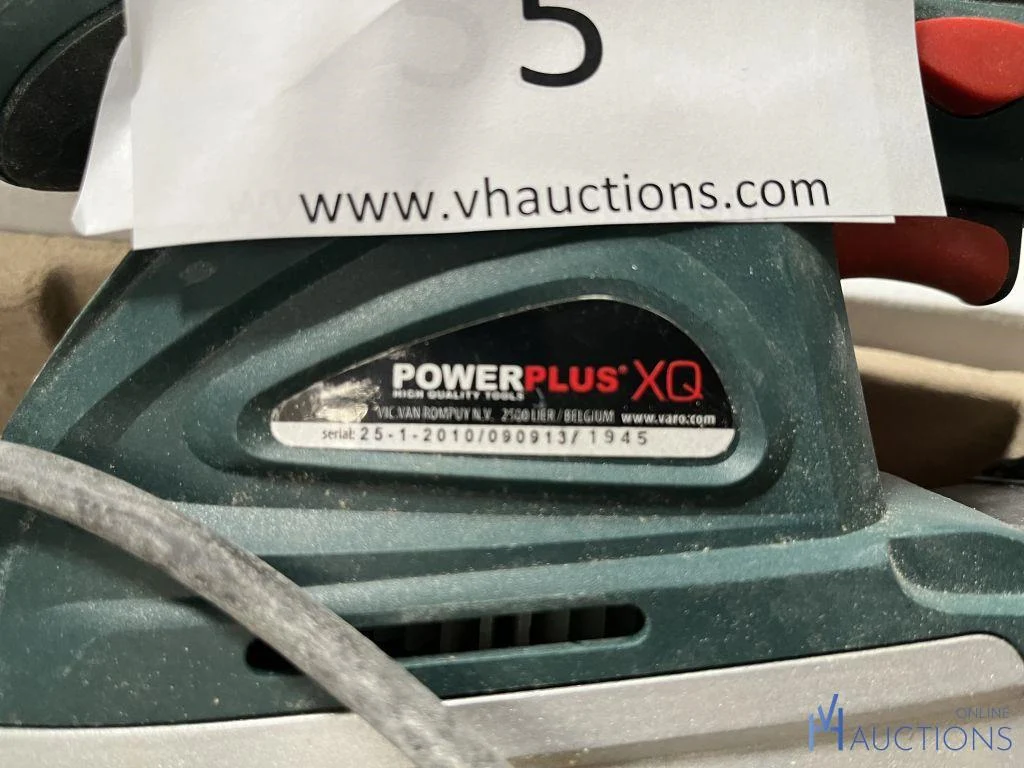 5
www.vhauctions.com
POWERPLUS® XQ
HIGH QUALITY TOOLS
VIC. VAN ROMPUY N.V. 2500 LIER / BELGIUM www.varo.com
serial: 25-1-2010/090913/ 1945
VH ONLINE
AUCTIONS